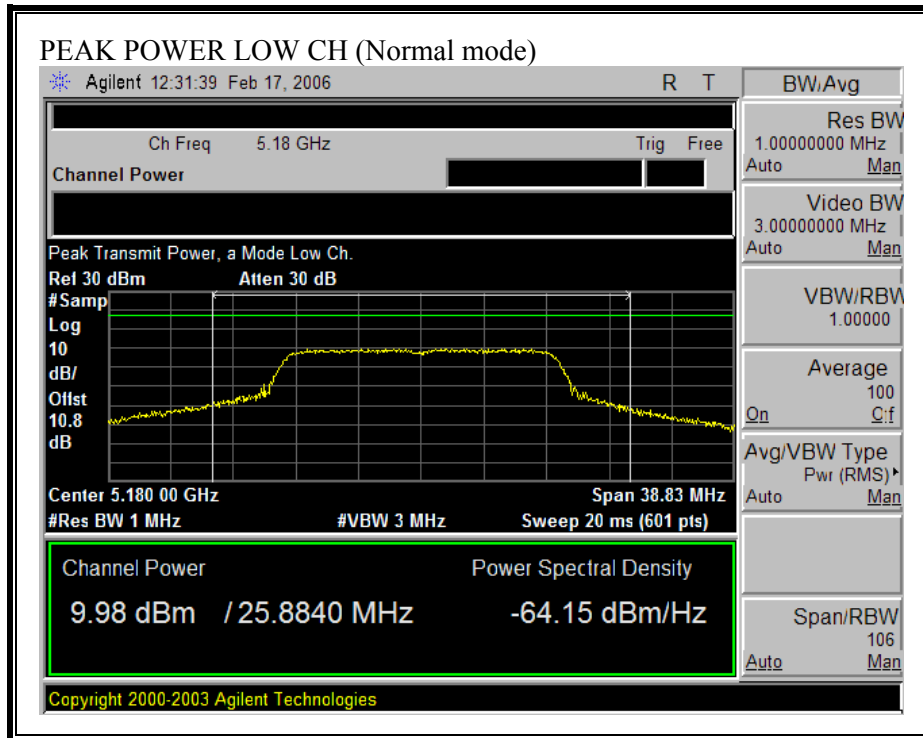 PEAK POWER LOW CH (Normal mode)
Agilent 12:31:39 Feb 17, 2006 R T
Ch Freq 5.18 GHz Trig Free
Channel Power
Peak Transmit Power, a Mode Low Ch.
Ref 30 dBm Atten 30 dB
#Samp
Log
10
dB/
Offst
10.8
dB
Center 5.180 00 GHz Span 38.83 MHz
#Res BW 1 MHz #VBW 3 MHz Sweep 20 ms (601 pts)
Channel Power Power Spectral Density
9.98 dBm / 25.8840 MHz -64.15 dBm/Hz
Copyright 2000-2003 Agilent Technologies
BW/Avg
Res BW
1.00000000 MHz
Auto Man
Video BW
3.00000000 MHz
Auto Man
VBW/RBW
1.00000
Average
100
On
Avg/VBW Type
Pwr (RMS)
Auto Man
Span/RBW
106
Auto Man